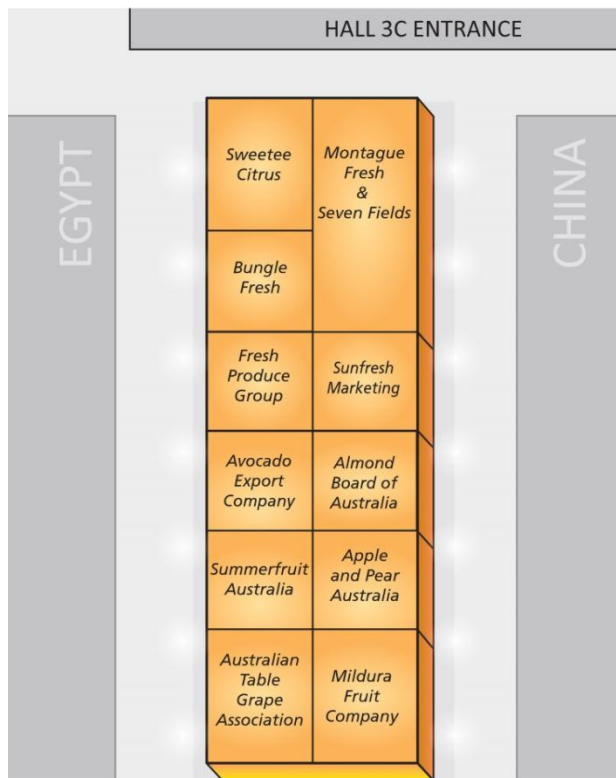 HALL 3C ENTRANCE
EGYPT
CHINA
Sweetee
Citrus
Montague
Fresh
&
Seven Fields
Bungle
Fresh
Fresh
Produce
Group
Sunfresh
Marketing
Avocado
Export
Company
Almond
Board of
Australia
Summerfruit
Australia
Apple
and Pear
Australia
Australian
Table
Grape
Association
Mildura
Fruit
Company